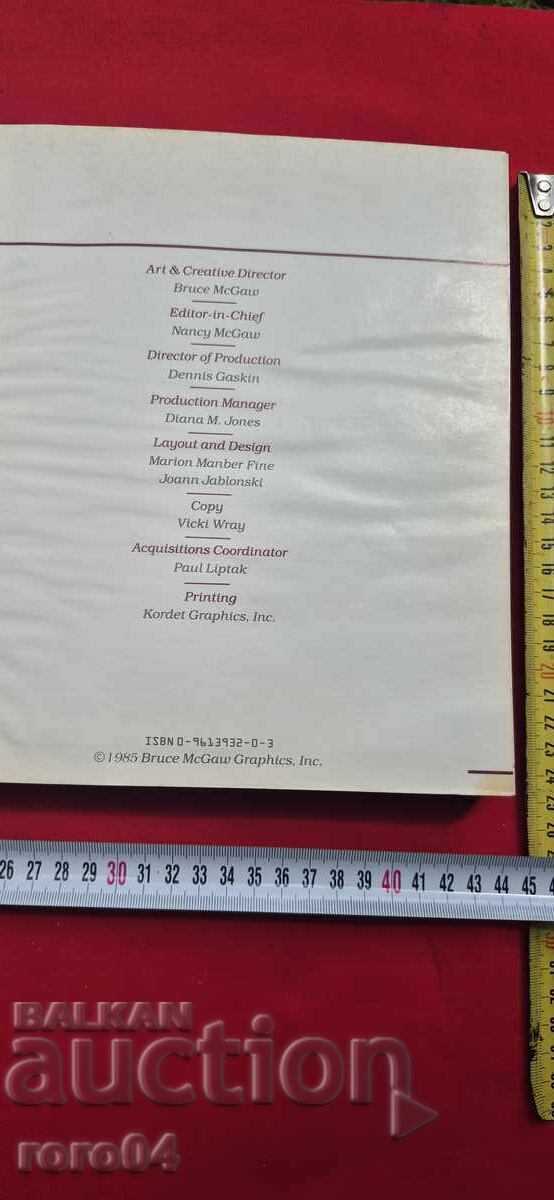 Art & Creative Director
Bruce McGaw
Editor-in-Chief
Nancy McGaw
Director of Production
Dennis Gaskin
Production Manager
Diana M. Jones
Layout and Design
Marion Manber Fine
Joann Jablonski
Copy
Vicki Wray
Acquisitions Coordinator
Paul Liptak
Printing
Kordet Graphics, Inc.
ISBN 0-9613932-0-3
©1985 Bruce McGaw Graphics, Inc.
26 27 28 29 30 31 32 33 34 35 36 37 38 39 40 41 42 43 44 45
BALKAN
auction
roro04